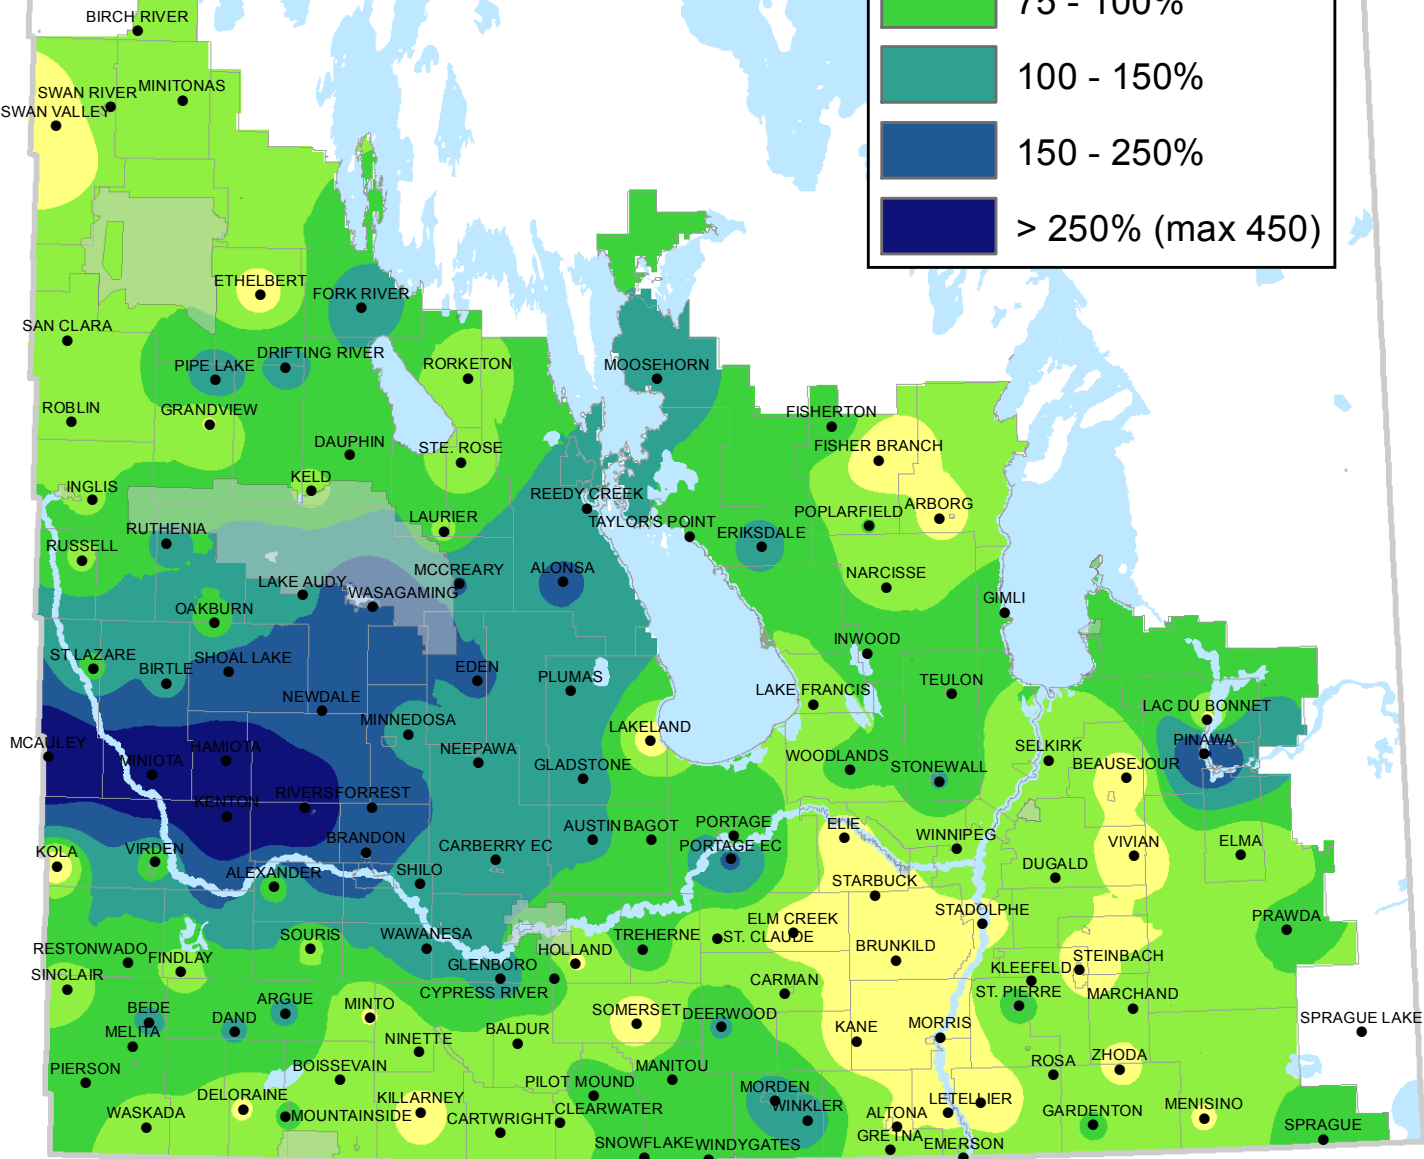 BIRCH RIVER
75 - 100%
100 - 150%
150 - 250%
> 250% (max 450)
SWAN RIVER
MINITONAS
SWAN VALLEY
ETHELBERT
FORK RIVER
SAN CLARA
DRIFTING RIVER
PIPE LAKE
RORKETON
MOOSEHORN
ROBLIN
GRANDVIEW
FISHERTON
DAUPHIN
STE. ROSE
FISHER BRANCH
KELD
INGLIS
REEDY CREEK
LAURIER
TAYLOR'S POINT
POPLARFIELD
ARBORG
RUTHENIA
ERIKSDALE
RUSSELL
MCCREARY
ALONSA
NARCISSE
LAKE AUDY
WASAGAMING
GIMLI
OAKBURN
INWOOD
ST LAZARE
BIRTLE
SHOAL LAKE
EDEN
PLUMAS
TEULON
NEWDALE
LAKE FRANCIS
LAC DU BONNET
MINNEDOSA
LAKELAND
MCAULEY
HAMIOTA
NEEPAWA
SELKIRK
PINAWA
MINIOTA
GLADSTONE
WOODLANDS
STONEWALL
BEAUSEJOUR
KENTON
RIVERS
FORREST
PORTAGE
ELIE
WINNIPEG
AUSTIN
BAGOT
BRANDON
CARBERRY EC
PORTAGE EC
VIVIAN
ELMA
KOLA
VIRDEN
ALEXANDER
SHILO
DUGALD
STARBUCK
STADOLPHE
PRAWDA
ELM CREEK
SOURIS
WAWANESA
TREHERNE
ST. CLAUDE
BRUNKILD
RESTONWADO
FINDLAY
HOLLAND
GLENBORO
STEINBACH
KLEEFELD
SINCLAIR
CYPRESS RIVER
CARMAN
ST. PIERRE
MARCHAND
BEDE
ARGUE
MINTO
SOMERSET
DEERWOOD
DAND
SPRAGUE LAKE
MELITA
NINETTE
BALDUR
KANE
MORRIS
PIERSON
BOISSEVAIN
MANITOU
ROSA
ZHODA
PILOT MOUND
MORDEN
DELORAINE
KILLARNEY
LETELLIER
WASKADA
MOUNTAINSIDE
CARTWRIGHT
CLEARWATER
WINKLER
ALTONA
GARDENTON
MENISINO
SPRAGUE
GRETNA
SNOWFLAKE
WINDYGATES
EMERSON